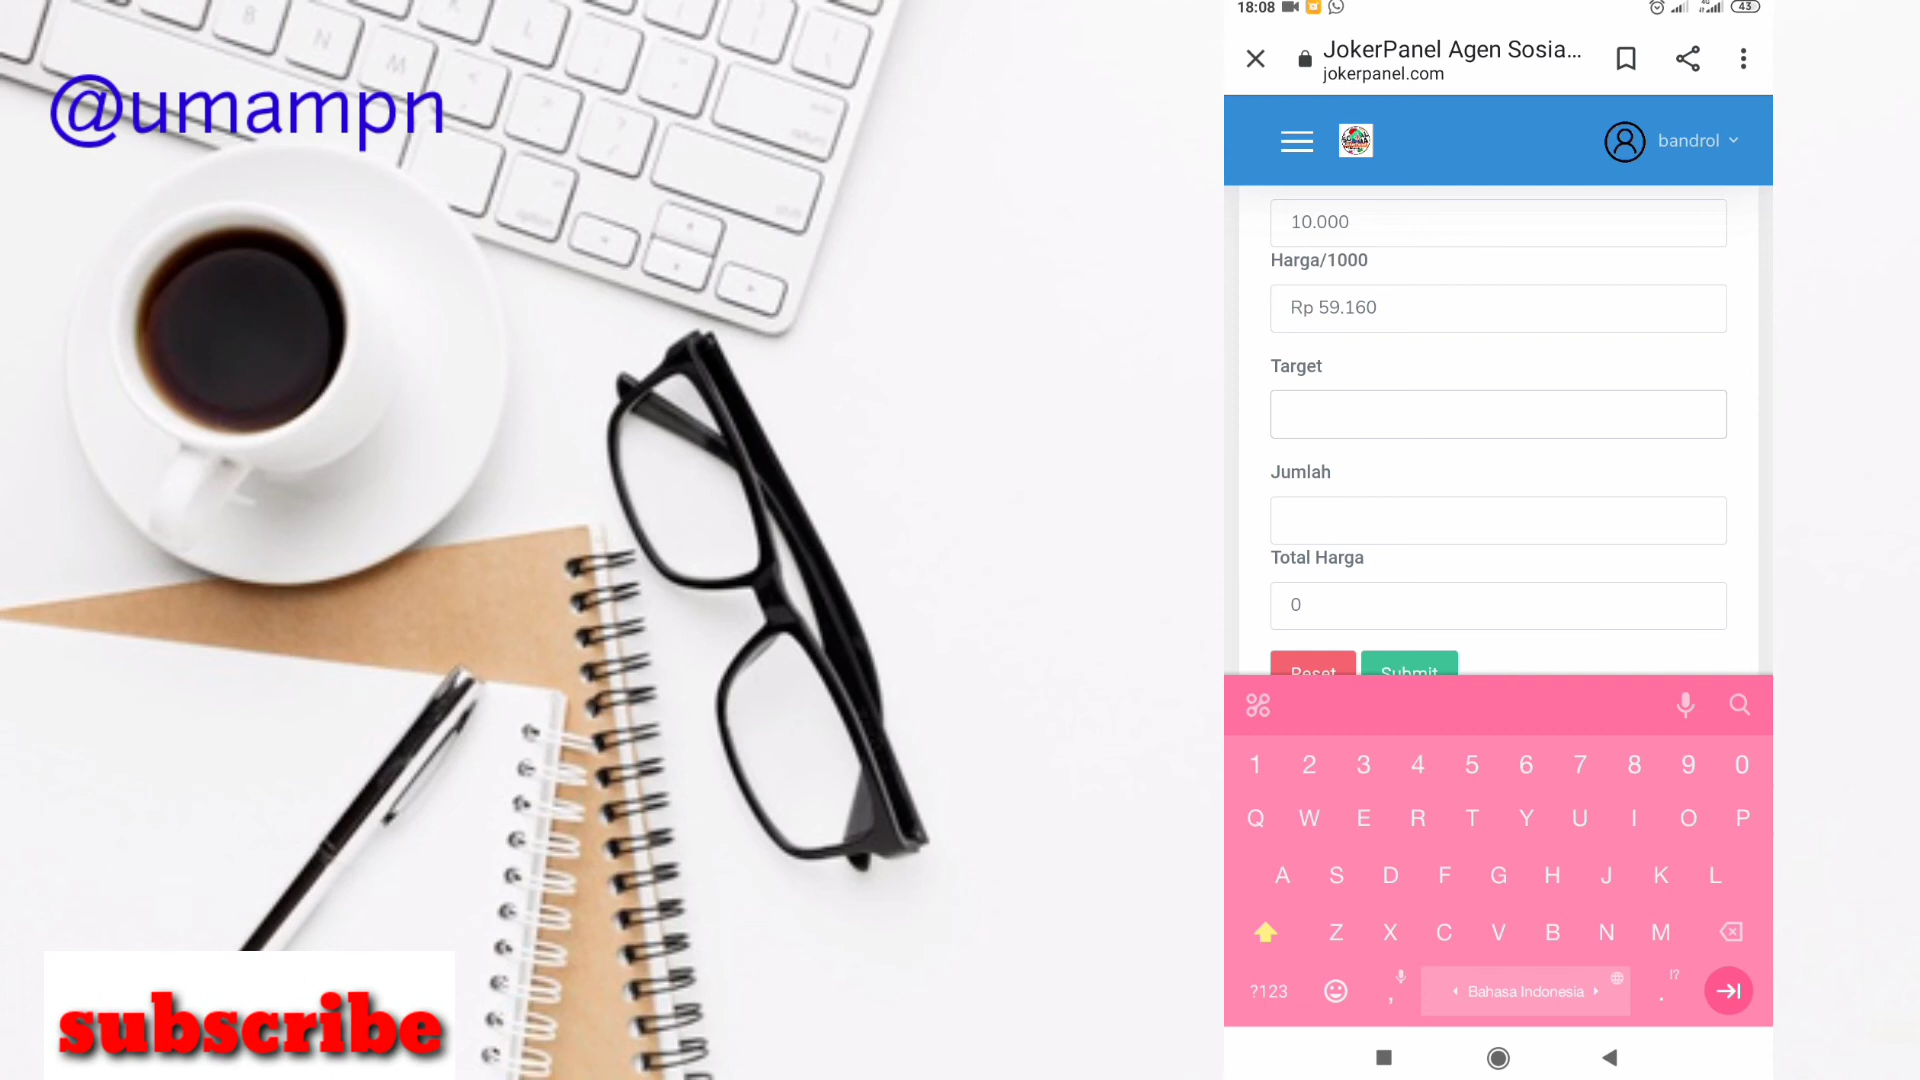 @umampn
subscribe
18:08
43
JokerPanel Agen Sosia...
jokerpanel.com
bandrol
10.000
Harga/1000
Rp 59.160
Target
Jumlah
Total Harga
0
Reset Submit
1 2 3 4 5 6 7 8 9 0
Q W E R T Y U I O P
A S D F G H J K L
Z X C V B N M
?123 , Bahasa Indonesia . !?